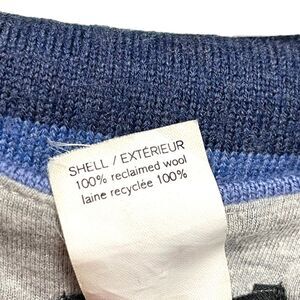 SHELL / EXTÉRIEUR
100% reclaimed wool
laine recyclée 100%